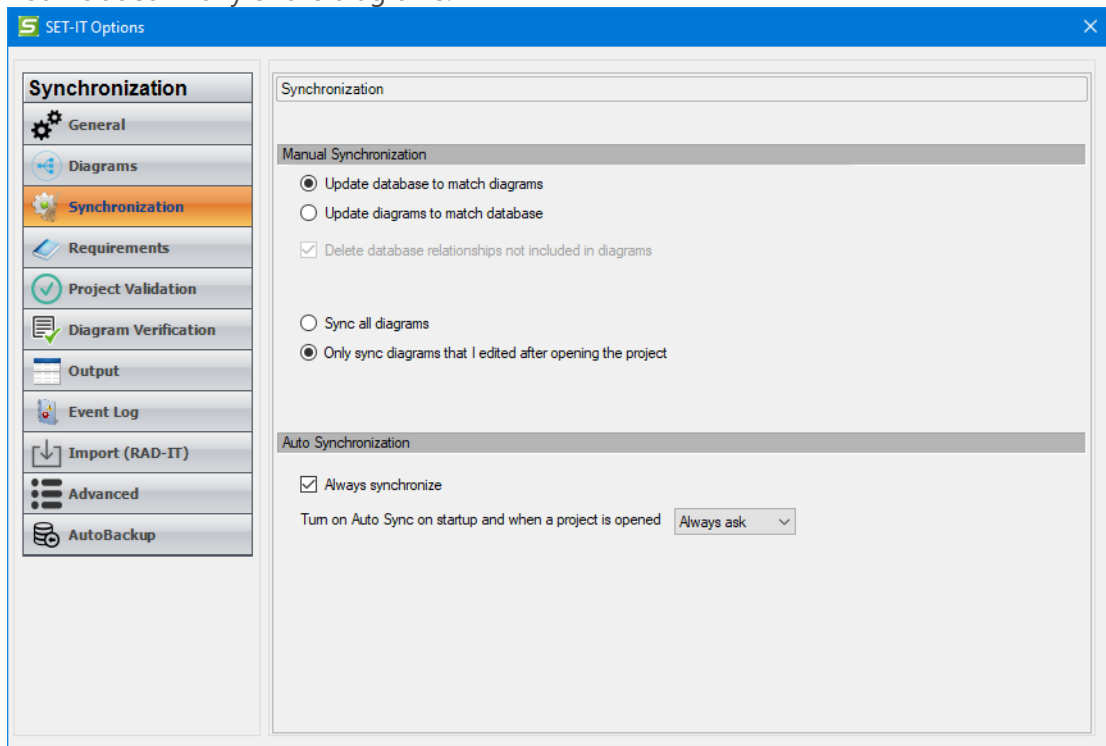 SET-IT Options
Synchronization
General
Diagrams
Synchronization
Requirements
Project Validation
Diagram Verification
Output
Event Log
Import (RAD-IT)
Advanced
AutoBackup
Synchronization
Manual Synchronization
Update database to match diagrams
Update diagrams to match database
Delete database relationships not included in diagrams
Sync all diagrams
Only sync diagrams that I edited after opening the project
Auto Synchronization
Always synchronize
Turn on Auto Sync on startup and when a project is opened Always ask